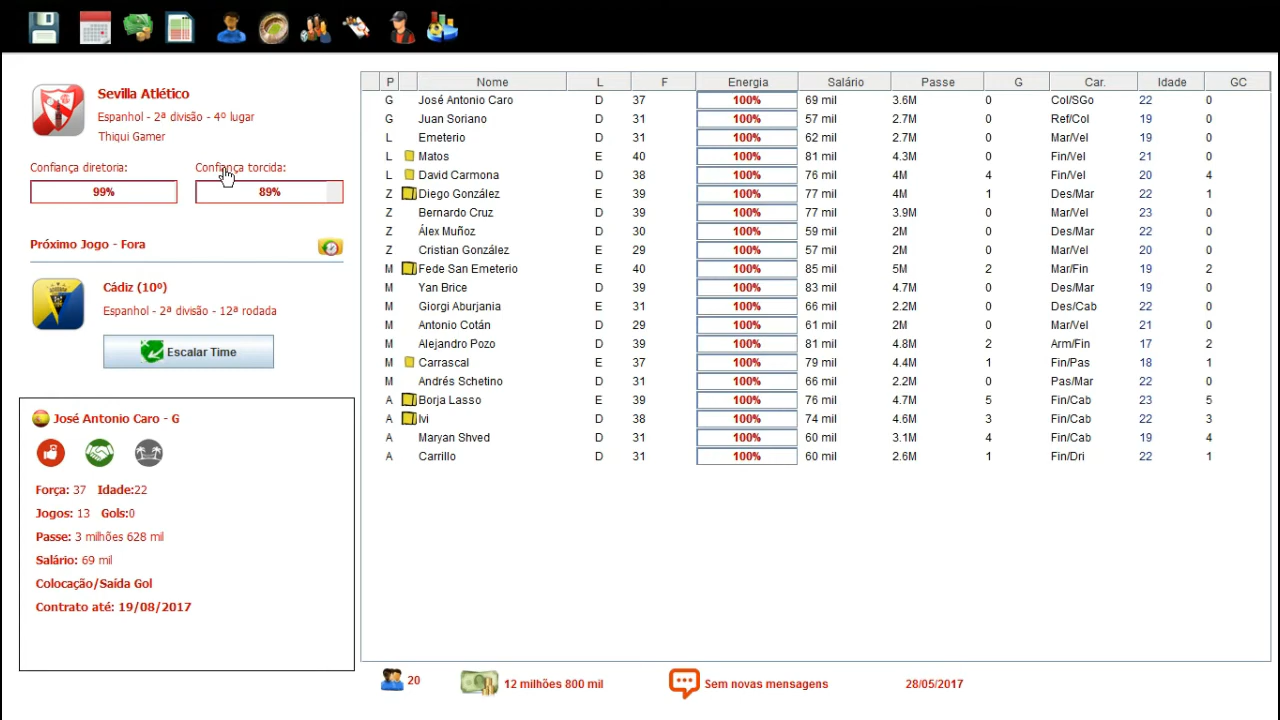 Sevilla Atlético
Espanhol - 2ª divisão - 4º lugar
Thiqui Gamer
Confiança diretoria: Confiança torcida:
99% 89%
Próximo Jogo - Fora
Cádiz (10º)
Espanhol - 2ª divisão - 12ª rodada
Escalar Time
José Antonio Caro - G
Força: 37 Idade:22
Jogos: 13 Gols:0
Passe: 3 milhões 628 mil
Salário: 69 mil
Colocação/Saída Gol
Contrato até: 19/08/2017
P Nome L F Energia Salário Passe G Car. Idade GC
G José Antonio Caro D 37 100% 69 mil 3.6M 0 Col/SGo 22 0
G Juan Soriano D 31 100% 57 mil 2.7M 0 Ref/Col 19 0
L Emeterio D 31 100% 62 mil 2.7M 0 Mar/Vel 19 0
L Matos E 40 100% 81 mil 4.3M 0 Fin/Vel 21 0
L David Carmona D 38 100% 76 mil 4M 4 Fin/Vel 20 4
Z Diego González E 39 100% 77 mil 4M 1 Des/Mar 22 1
Z Bernardo Cruz D 39 100% 77 mil 3.9M 0 Mar/Vel 23 0
Z Álex Muñoz D 30 100% 59 mil 2M 0 Des/Mar 22 0
Z Cristian González E 29 100% 57 mil 2M 0 Mar/Vel 20 0
M Fede San Emeterio E 40 100% 85 mil 5M 2 Mar/Fin 19 2
M Yan Brice D 39 100% 83 mil 4.7M 0 Des/Mar 19 0
M Giorgi Aburjania E 31 100% 66 mil 2.2M 0 Des/Cab 22 0
M Antonio Cotán D 29 100% 61 mil 2M 0 Mar/Vel 21 0
M Alejandro Pozo D 39 100% 81 mil 4.8M 2 Arm/Fin 17 2
M Carrascal E 37 100% 79 mil 4.4M 1 Fin/Pas 18 1
M Andrés Schetino D 31 100% 66 mil 2.2M 0 Pas/Mar 22 0
A Borja Lasso E 39 100% 76 mil 4.7M 5 Fin/Cab 23 5
A Ivi D 38 100% 74 mil 4.6M 3 Fin/Cab 22 3
A Maryan Shved D 31 100% 60 mil 3.1M 4 Fin/Cab 19 4
A Carrillo D 31 100% 60 mil 2.6M 1 Fin/Dri 22 1
20 12 milhões 800 mil Sem novas mensagens 28/05/2017